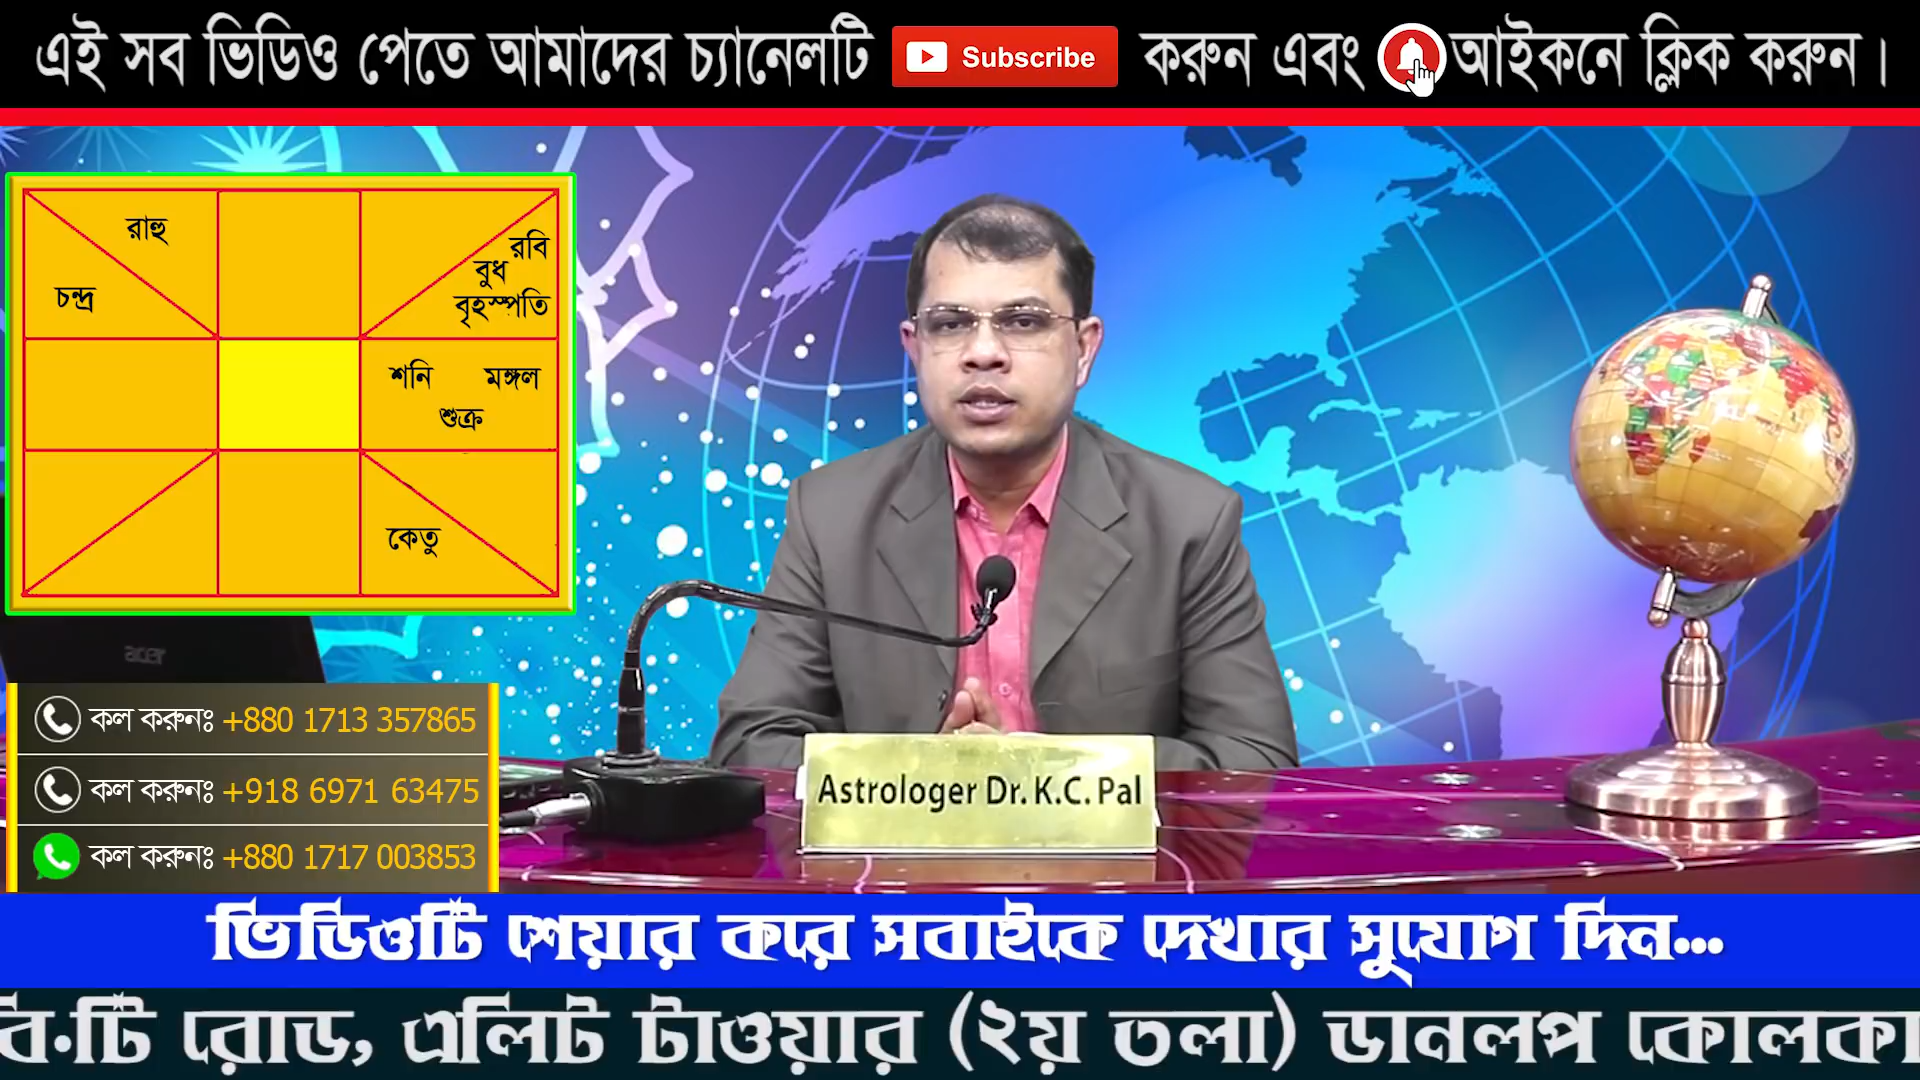 এই সব ভিডিও পেতে আমাদের চ্যানেলটি Subscribe করুন এবং আইকনে ক্লিক করুন।
রাহু
চন্দ্র
রবি
বুধ
বৃহস্পতি
শনি মঙ্গল
শুক্র
কেতু
acer
কল করুনঃ +880 1713 357865
কল করুনঃ +918 6971 63475
কল করুনঃ +880 1717 003853
Astrologer Dr. K.C. Pal
ভিডিওটি শেয়ার করে সবাইকে দেখার সুযোগ দিন...
বি.টি রোড, এলিট টাওয়ার (২য় তলা) ডানলপ কোলকা